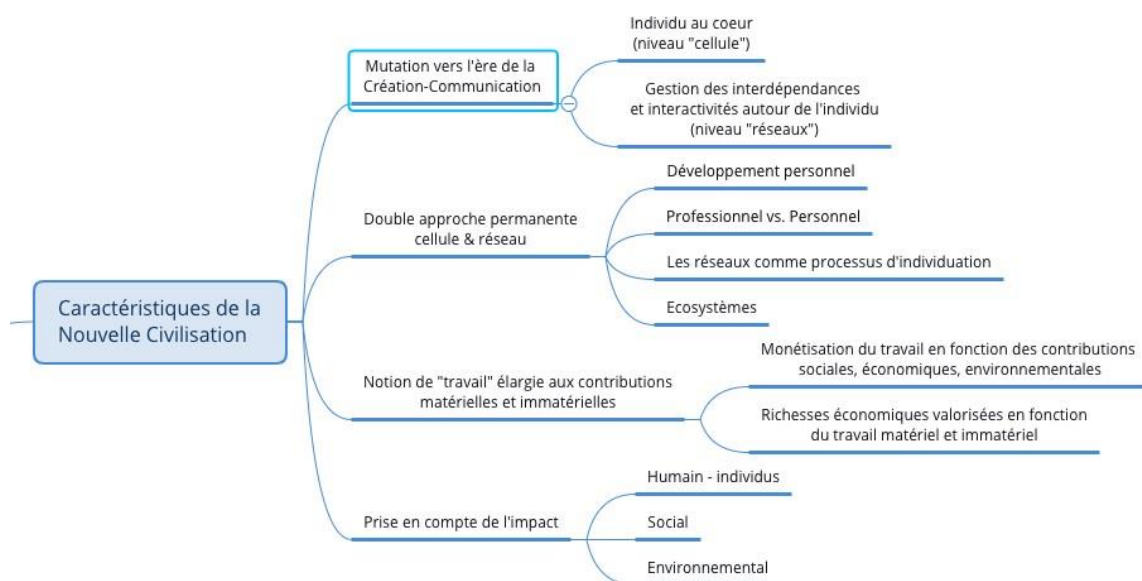 Caractéristiques de la
Nouvelle Civilisation
Mutation vers l'ère de la
Création-Communication
Individu au coeur
(niveau "cellule")
Gestion des interdépendances
et interactivités autour de l'individu
(niveau "réseaux")
Double approche permanente
cellule & réseau
Développement personnel
Professionnel vs. Personnel
Les réseaux comme processus d'individuation
Ecosystèmes
Notion de "travail" élargie aux contributions
matérielles et immatérielles
Monétisation du travail en fonction des contributions
sociales, économiques, environnementales
Richesses économiques valorisées en fonction
du travail matériel et immatériel
Prise en compte de l'impact
Humain - individus
Social
Environnemental